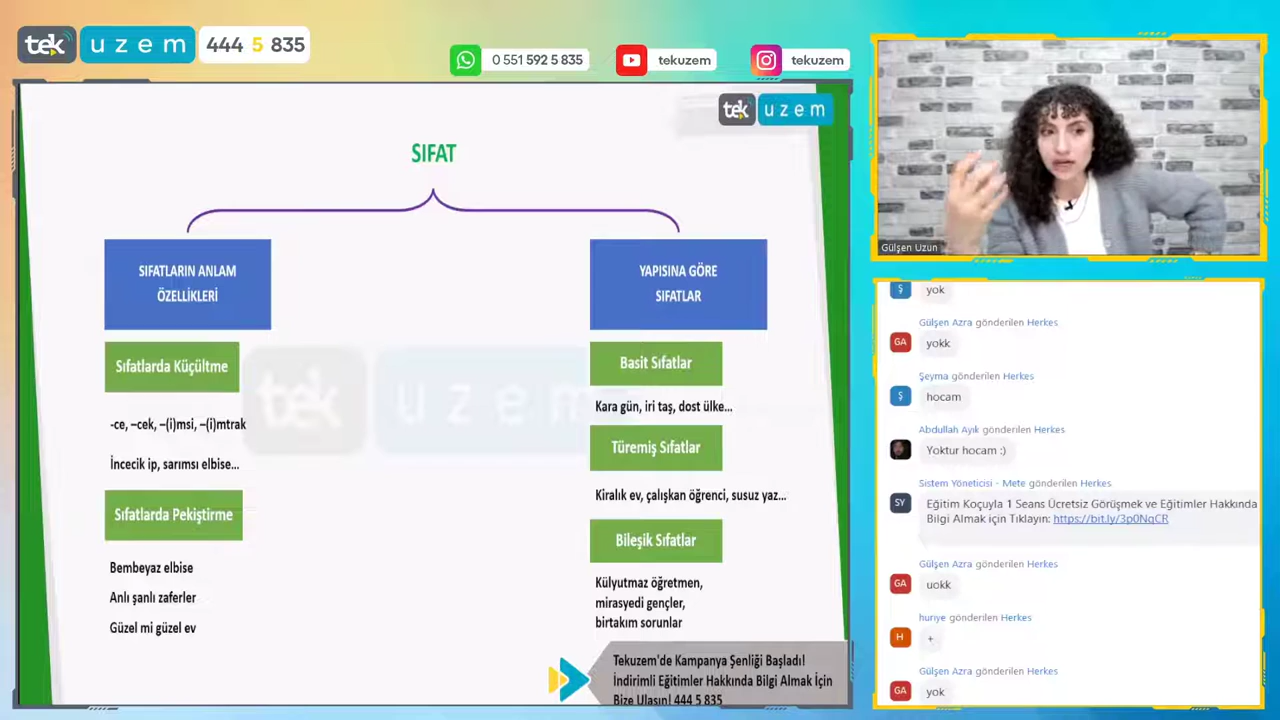 tek uzem 444 5 835
0 551 592 5 835
tekuzem
tekuzem
tek uzem
SIFAT
SIFATLARIN ANLAM
ÖZELLİKLERİ
Sıfatlarda Küçültme
-ce, –cek, –(i)msi, –(i)mtrak
İncecik ip, sarımsı elbise...
Sıfatlarda Pekiştirme
Bembeyaz elbise
Anlı şanlı zaferler
Güzel mi güzel ev
YAPISINA GÖRE
SIFATLAR
Basit Sıfatlar
Kara gün, iri taş, dost ülke...
Türemiş Sıfatlar
Kiralık ev, çalışkan öğrenci, susuz yaz...
Bileşik Sıfatlar
Külyutmaz öğretmen,
mirasyedi gençler,
birtakım sorunlar
tek uzem
Tekuzem'de Kampanya Şenliği Başladı!
İndirimli Eğitimler Hakkında Bilgi Almak İçin
Bize Ulaşın! 444 5 835
Gülşen Uzun
Ş
yok
Gülşen Azra gönderilen Herkes
GA
yokk
Şeyma gönderilen Herkes
Ş
hocam
Abdullah Ayık gönderilen Herkes
Yoktur hocam :)
Sistem Yöneticisi - Mete gönderilen Herkes
SY
Eğitim Koçuyla 1 Seans Ücretsiz Görüşmek ve Eğitimler Hakkında
Bilgi Almak için Tıklayın: https://bit.ly/3p0NqCR
Gülşen Azra gönderilen Herkes
GA
uokk
huriye gönderilen Herkes
H
+
Gülşen Azra gönderilen Herkes
GA
yok